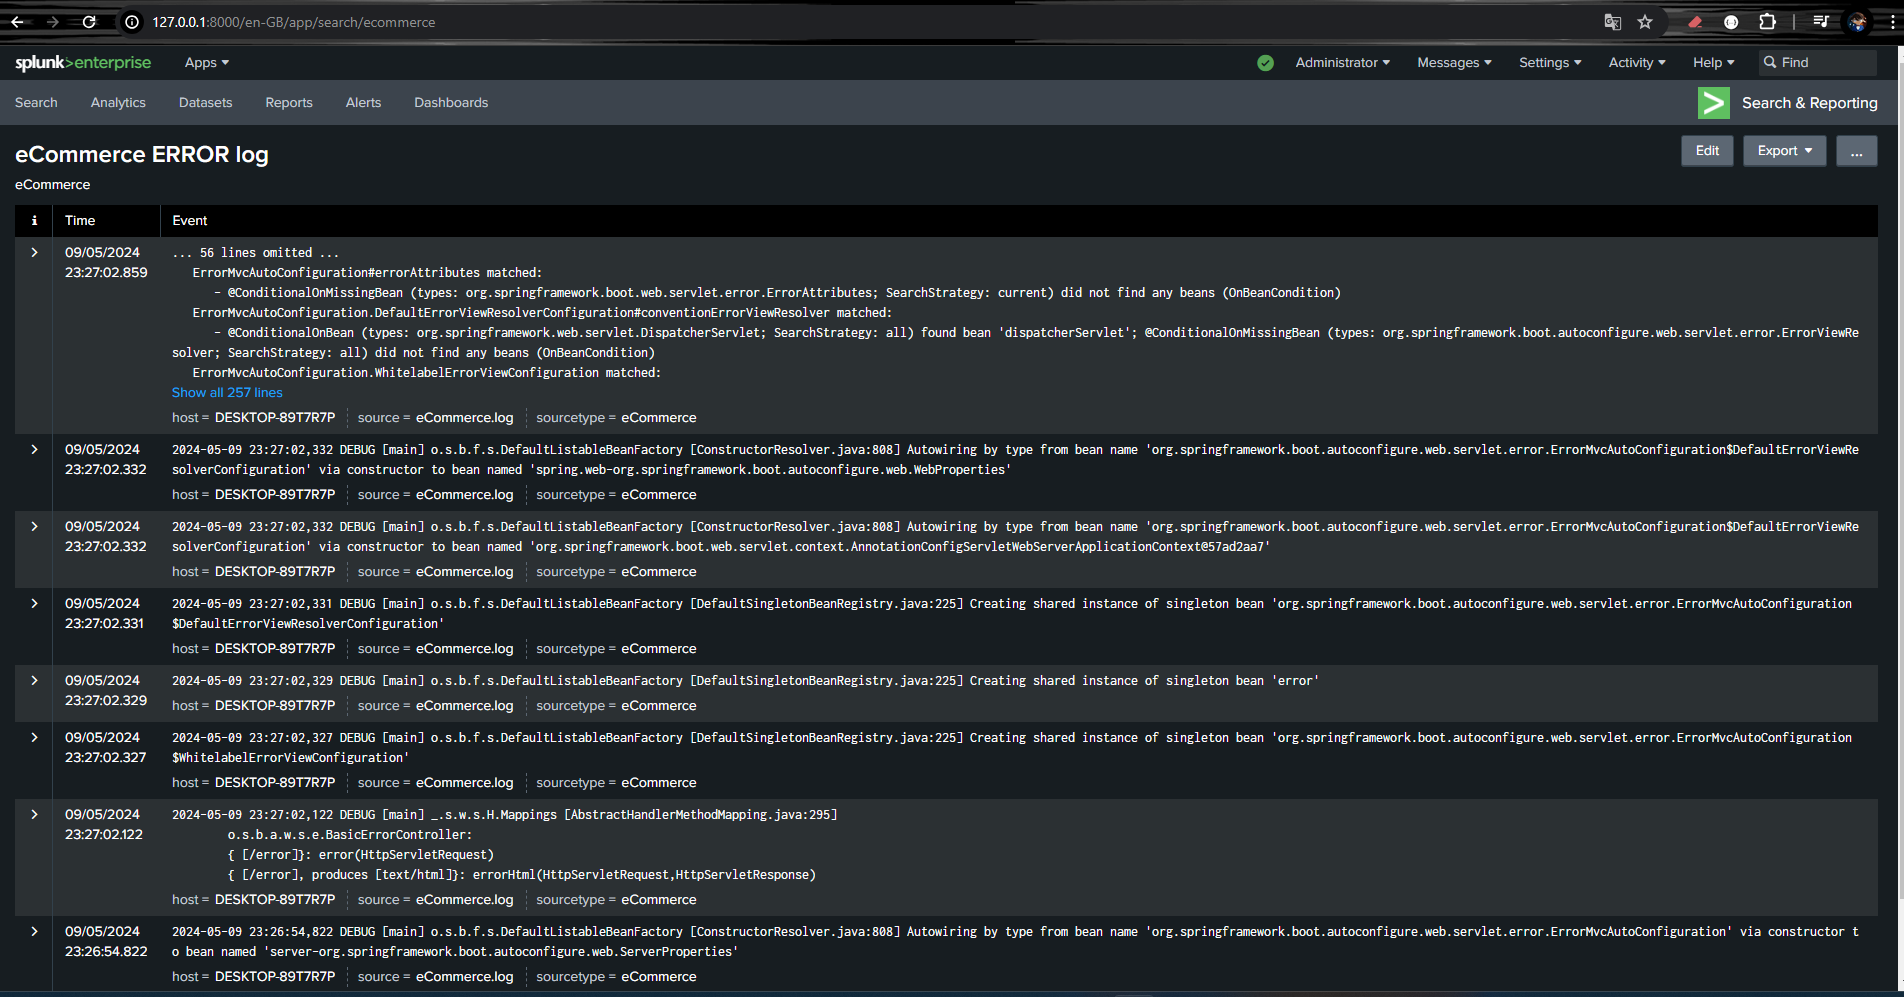 127.0.0.1:8000/en-GB/app/search/ecommerce
splunk>enterprise Apps Administrator Messages Settings Activity Help Find
Search Analytics Datasets Reports Alerts Dashboards Search & Reporting
eCommerce ERROR log Edit Export ...
eCommerce
i Time Event
09/05/2024 ... 56 lines omitted ...
23:27:02.859 ErrorMvcAutoConfiguration#errorAttributes matched:
- @ConditionalOnMissingBean (types: org.springframework.boot.web.servlet.error.ErrorAttributes; SearchStrategy: current) did not find any beans (OnBeanCondition)
ErrorMvcAutoConfiguration.DefaultErrorViewResolverConfiguration#conventionErrorViewResolver matched:
- @ConditionalOnBean (types: org.springframework.web.servlet.DispatcherServlet; SearchStrategy: all) found bean 'dispatcherServlet'; @ConditionalOnMissingBean (types: org.springframework.boot.autoconfigure.web.servlet.error.ErrorViewRe
solver; SearchStrategy: all) did not find any beans (OnBeanCondition)
ErrorMvcAutoConfiguration.WhitelabelErrorViewConfiguration matched:
Show all 257 lines
host = DESKTOP-89T7R7P source = eCommerce.log sourcetype = eCommerce
09/05/2024 2024-05-09 23:27:02,332 DEBUG [main] o.s.b.f.s.DefaultListableBeanFactory [ConstructorResolver.java:808] Autowiring by type from bean name 'org.springframework.boot.autoconfigure.web.servlet.error.ErrorMvcAutoConfiguration$DefaultErrorViewRe
23:27:02.332 solverConfiguration' via constructor to bean named 'spring.web-org.springframework.boot.autoconfigure.web.WebProperties'
host = DESKTOP-89T7R7P source = eCommerce.log sourcetype = eCommerce
09/05/2024 2024-05-09 23:27:02,332 DEBUG [main] o.s.b.f.s.DefaultListableBeanFactory [ConstructorResolver.java:808] Autowiring by type from bean name 'org.springframework.boot.autoconfigure.web.servlet.error.ErrorMvcAutoConfiguration$DefaultErrorViewRe
23:27:02.332 solverConfiguration' via constructor to bean named 'org.springframework.boot.web.servlet.context.AnnotationConfigServletWebServerApplicationContext@57ad2aa7'
host = DESKTOP-89T7R7P source = eCommerce.log sourcetype = eCommerce
09/05/2024 2024-05-09 23:27:02,331 DEBUG [main] o.s.b.f.s.DefaultListableBeanFactory [DefaultSingletonBeanRegistry.java:225] Creating shared instance of singleton bean 'org.springframework.boot.autoconfigure.web.servlet.error.ErrorMvcAutoConfiguration
23:27:02.331 $DefaultErrorViewResolverConfiguration'
host = DESKTOP-89T7R7P source = eCommerce.log sourcetype = eCommerce
09/05/2024 2024-05-09 23:27:02,329 DEBUG [main] o.s.b.f.s.DefaultListableBeanFactory [DefaultSingletonBeanRegistry.java:225] Creating shared instance of singleton bean 'error'
23:27:02.329 host = DESKTOP-89T7R7P source = eCommerce.log sourcetype = eCommerce
09/05/2024 2024-05-09 23:27:02,327 DEBUG [main] o.s.b.f.s.DefaultListableBeanFactory [DefaultSingletonBeanRegistry.java:225] Creating shared instance of singleton bean 'org.springframework.boot.autoconfigure.web.servlet.error.ErrorMvcAutoConfiguration
23:27:02.327 $WhitelabelErrorViewConfiguration'
host = DESKTOP-89T7R7P source = eCommerce.log sourcetype = eCommerce
09/05/2024 2024-05-09 23:27:02,122 DEBUG [main] _.s.w.s.H.Mappings [AbstractHandlerMethodMapping.java:295]
23:27:02.122 o.s.b.a.w.s.e.BasicErrorController:
{ [/error]}: error(HttpServletRequest)
{ [/error], produces [text/html]}: errorHtml(HttpServletRequest,HttpServletResponse)
host = DESKTOP-89T7R7P source = eCommerce.log sourcetype = eCommerce
09/05/2024 2024-05-09 23:26:54,822 DEBUG [main] o.s.b.f.s.DefaultListableBeanFactory [ConstructorResolver.java:808] Autowiring by type from bean name 'org.springframework.boot.autoconfigure.web.servlet.error.ErrorMvcAutoConfiguration' via constructor t
23:26:54.822 o bean named 'server-org.springframework.boot.autoconfigure.web.ServerProperties'
host = DESKTOP-89T7R7P source = eCommerce.log sourcetype = eCommerce